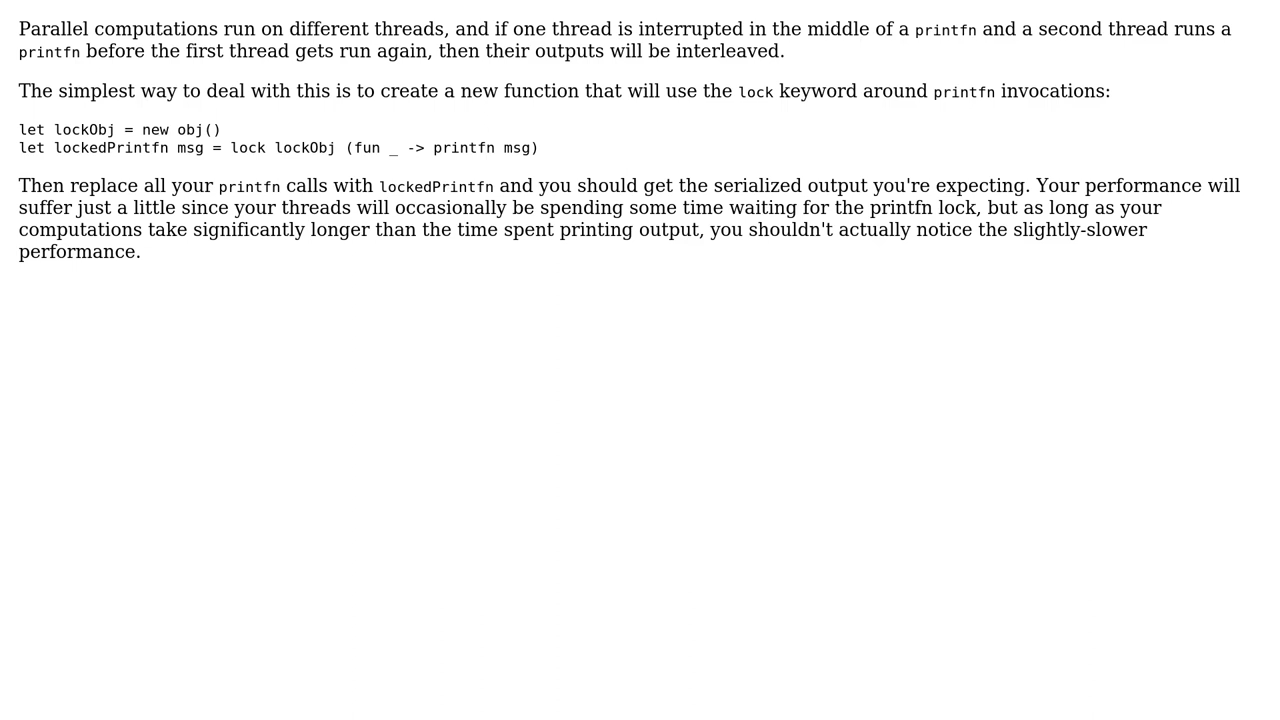 Parallel computations run on different threads, and if one thread is interrupted in the middle of a printfn and a second thread runs a
printfn before the first thread gets run again, then their outputs will be interleaved.
The simplest way to deal with this is to create a new function that will use the lock keyword around printfn invocations:
let lockObj = new obj()
let lockedPrintfn msg = lock lockObj (fun _ -> printfn msg)
Then replace all your printfn calls with lockedPrintfn and you should get the serialized output you're expecting. Your performance will
suffer just a little since your threads will occasionally be spending some time waiting for the printfn lock, but as long as your
computations take significantly longer than the time spent printing output, you shouldn't actually notice the slightly-slower
performance.